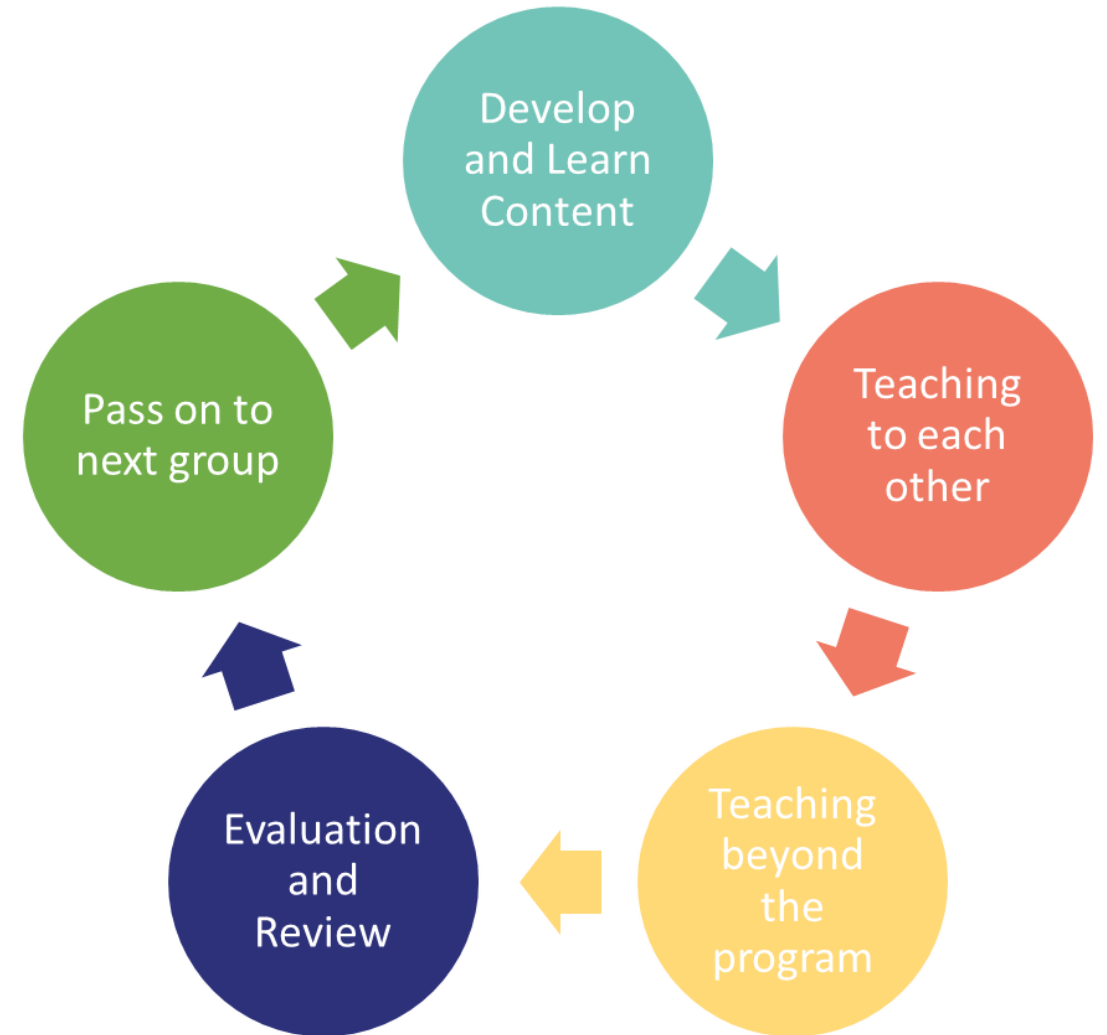 Develop
and Learn
Content
Teaching
to each
other
Teaching
beyond
the
program
Evaluation
and
Review
Pass on to
next group